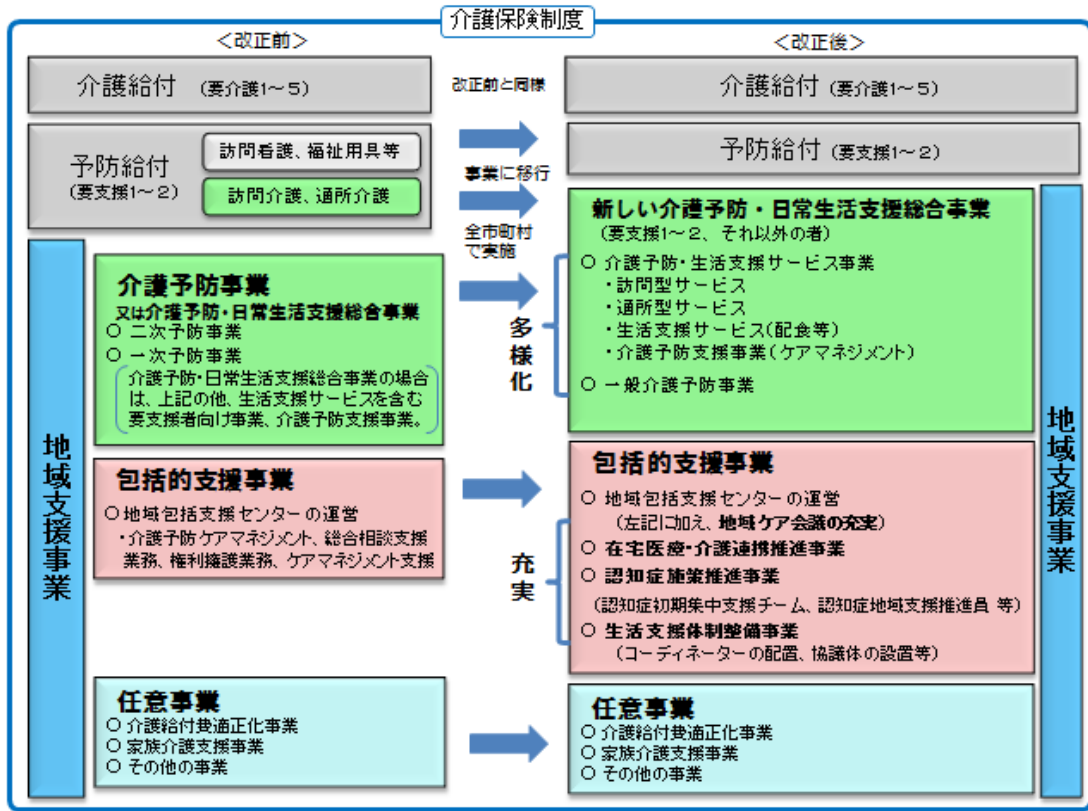 介護保険制度
＜改正前＞
介護給付 (要介護1～5)
予防給付
(要支援1～2)
訪問看護、福祉用具等
訪問介護、通所介護
地域支援事業
介護予防事業
又は介護予防・日常生活支援総合事業
○ 二次予防事業
○ 一次予防事業
介護予防・日常生活支援総合事業の場合
は、上記の他、生活支援サービスを含む
要支援者向け事業、介護予防支援事業。
包括的支援事業
○地域包括支援センターの運営
・介護予防ケアマネジメント、総合相談支援
業務、権利擁護業務、ケアマネジメント支援
任意事業
○ 介護給付費適正化事業
○ 家族介護支援事業
○ その他の事業
改正前と同様
事業に移行
全市町村
で実施
多様化
充実
＜改正後＞
介護給付 (要介護1～5)
予防給付 (要支援1～2)
新しい介護予防・日常生活支援総合事業
(要支援1～2、それ以外の者)
○ 介護予防・生活支援サービス事業
・訪問型サービス
・通所型サービス
・生活支援サービス(配食等)
・介護予防支援事業(ケアマネジメント)
○ 一般介護予防事業
包括的支援事業
○ 地域包括支援センターの運営
(左記に加え、地域ケア会議の充実)
○ 在宅医療・介護連携推進事業
○ 認知症施策推進事業
(認知症初期集中支援チーム、認知症地域支援推進員 等)
○ 生活支援体制整備事業
(コーディネーターの配置、協議体の設置等)
任意事業
○ 介護給付費適正化事業
○ 家族介護支援事業
○ その他の事業
地域支援事業